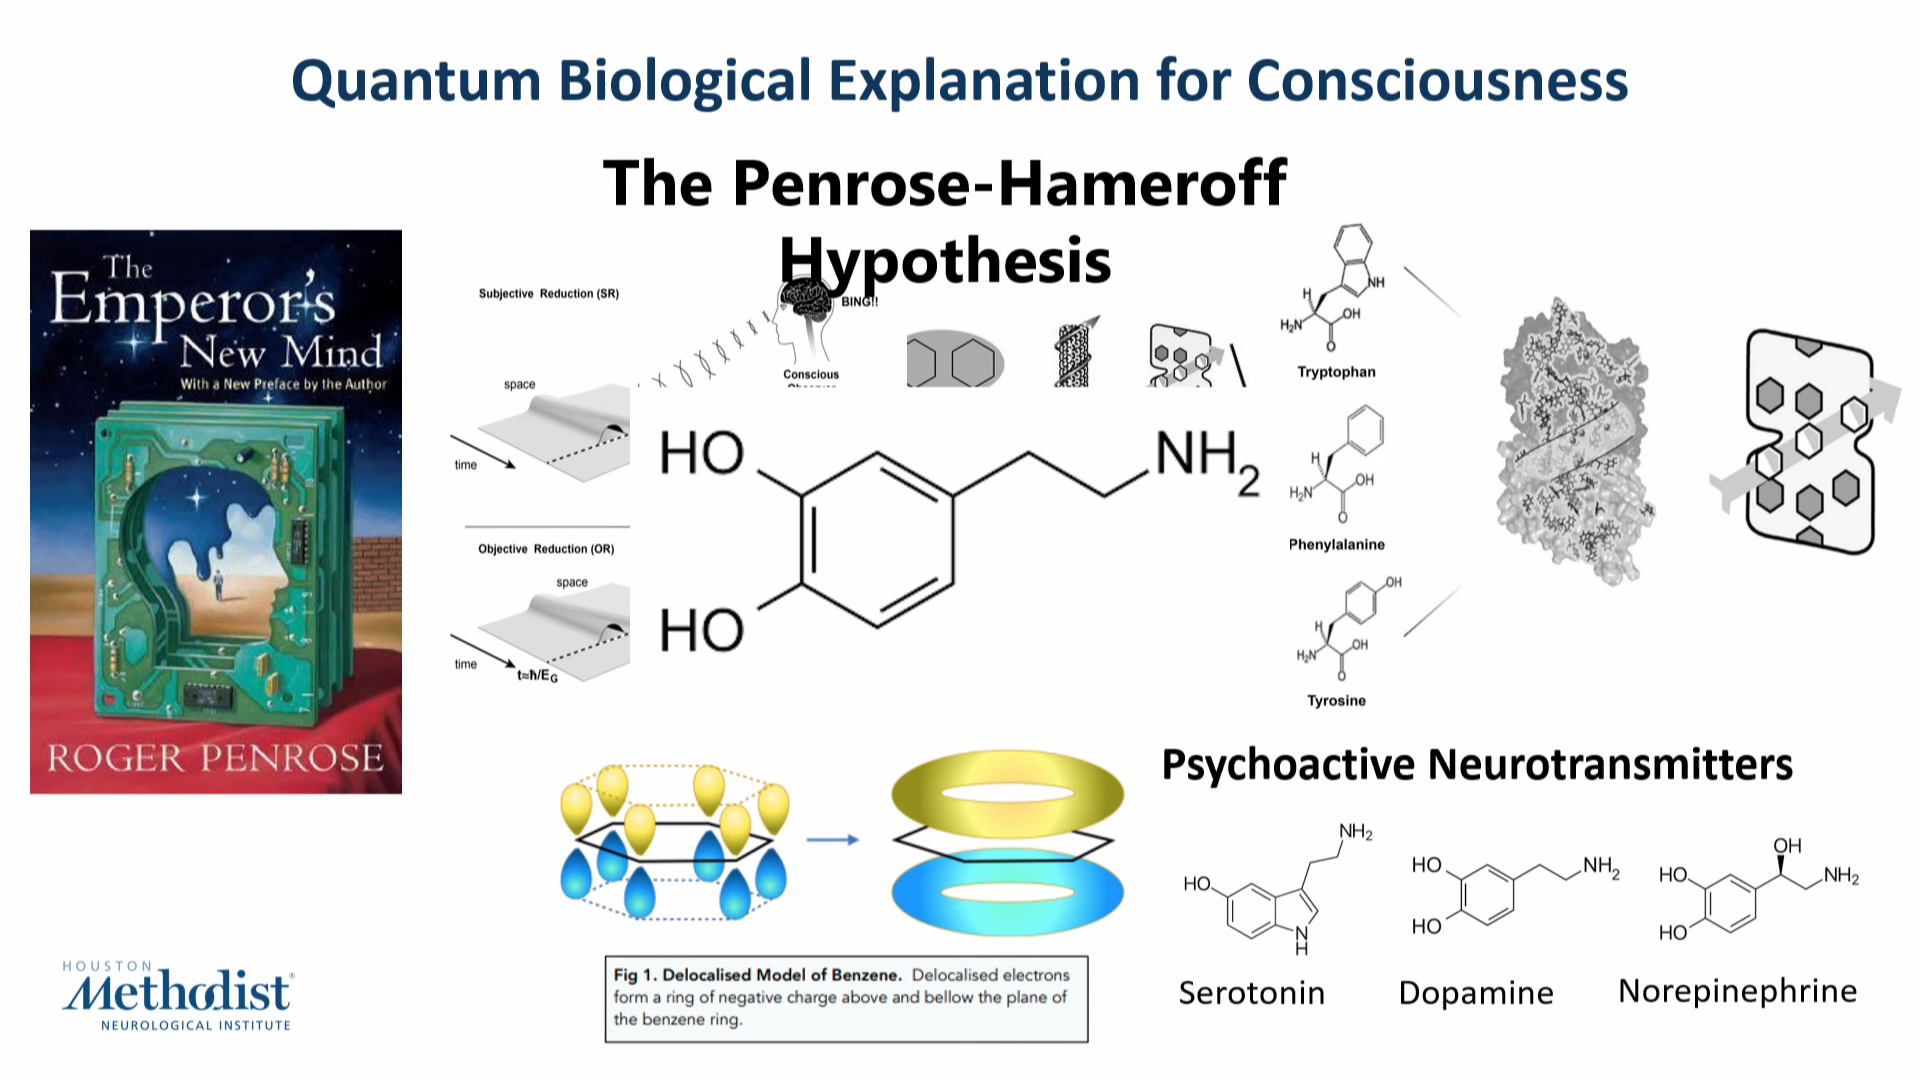 Quantum Biological Explanation for Consciousness
The Penrose-Hameroff
Hypothesis
The
Emperor's
New Mind
With a New Preface by the Author
ROGER PENROSE
Subjective Reduction (SR)
space
time
BING!!
Conscious
Objective Reduction (OR)
space
time
t≈ħ/EG
HO
NH2
HO
NH
H
OH
H2N
O
Tryptophan
H
OH
H2N
O
Phenylalanine
OH
H
OH
H2N
O
Tyrosine
Fig 1. Delocalised Model of Benzene. Delocalised electrons
form a ring of negative charge above and bellow the plane of
the benzene ring.
Psychoactive Neurotransmitters
NH2
HO
N
H
Serotonin
HO
NH2
HO
Dopamine
OH
HO
NH2
HO
Norepinephrine
HOUSTON
Methodist
NEUROLOGICAL INSTITUTE